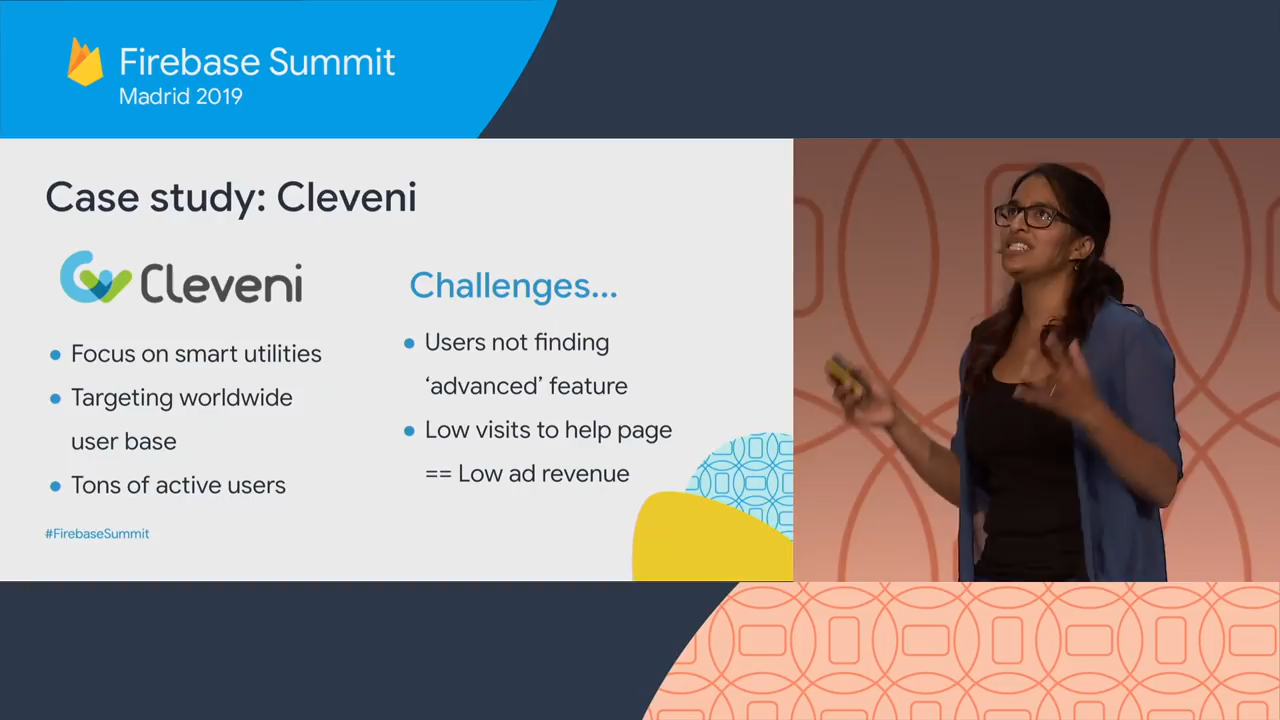 Firebase Summit
Madrid 2019
Case study: Cleveni
Cleveni
● Focus on smart utilities
● Targeting worldwide
user base
● Tons of active users
#FirebaseSummit
Challenges...
● Users not finding
‘advanced’ feature
● Low visits to help page
== Low ad revenue